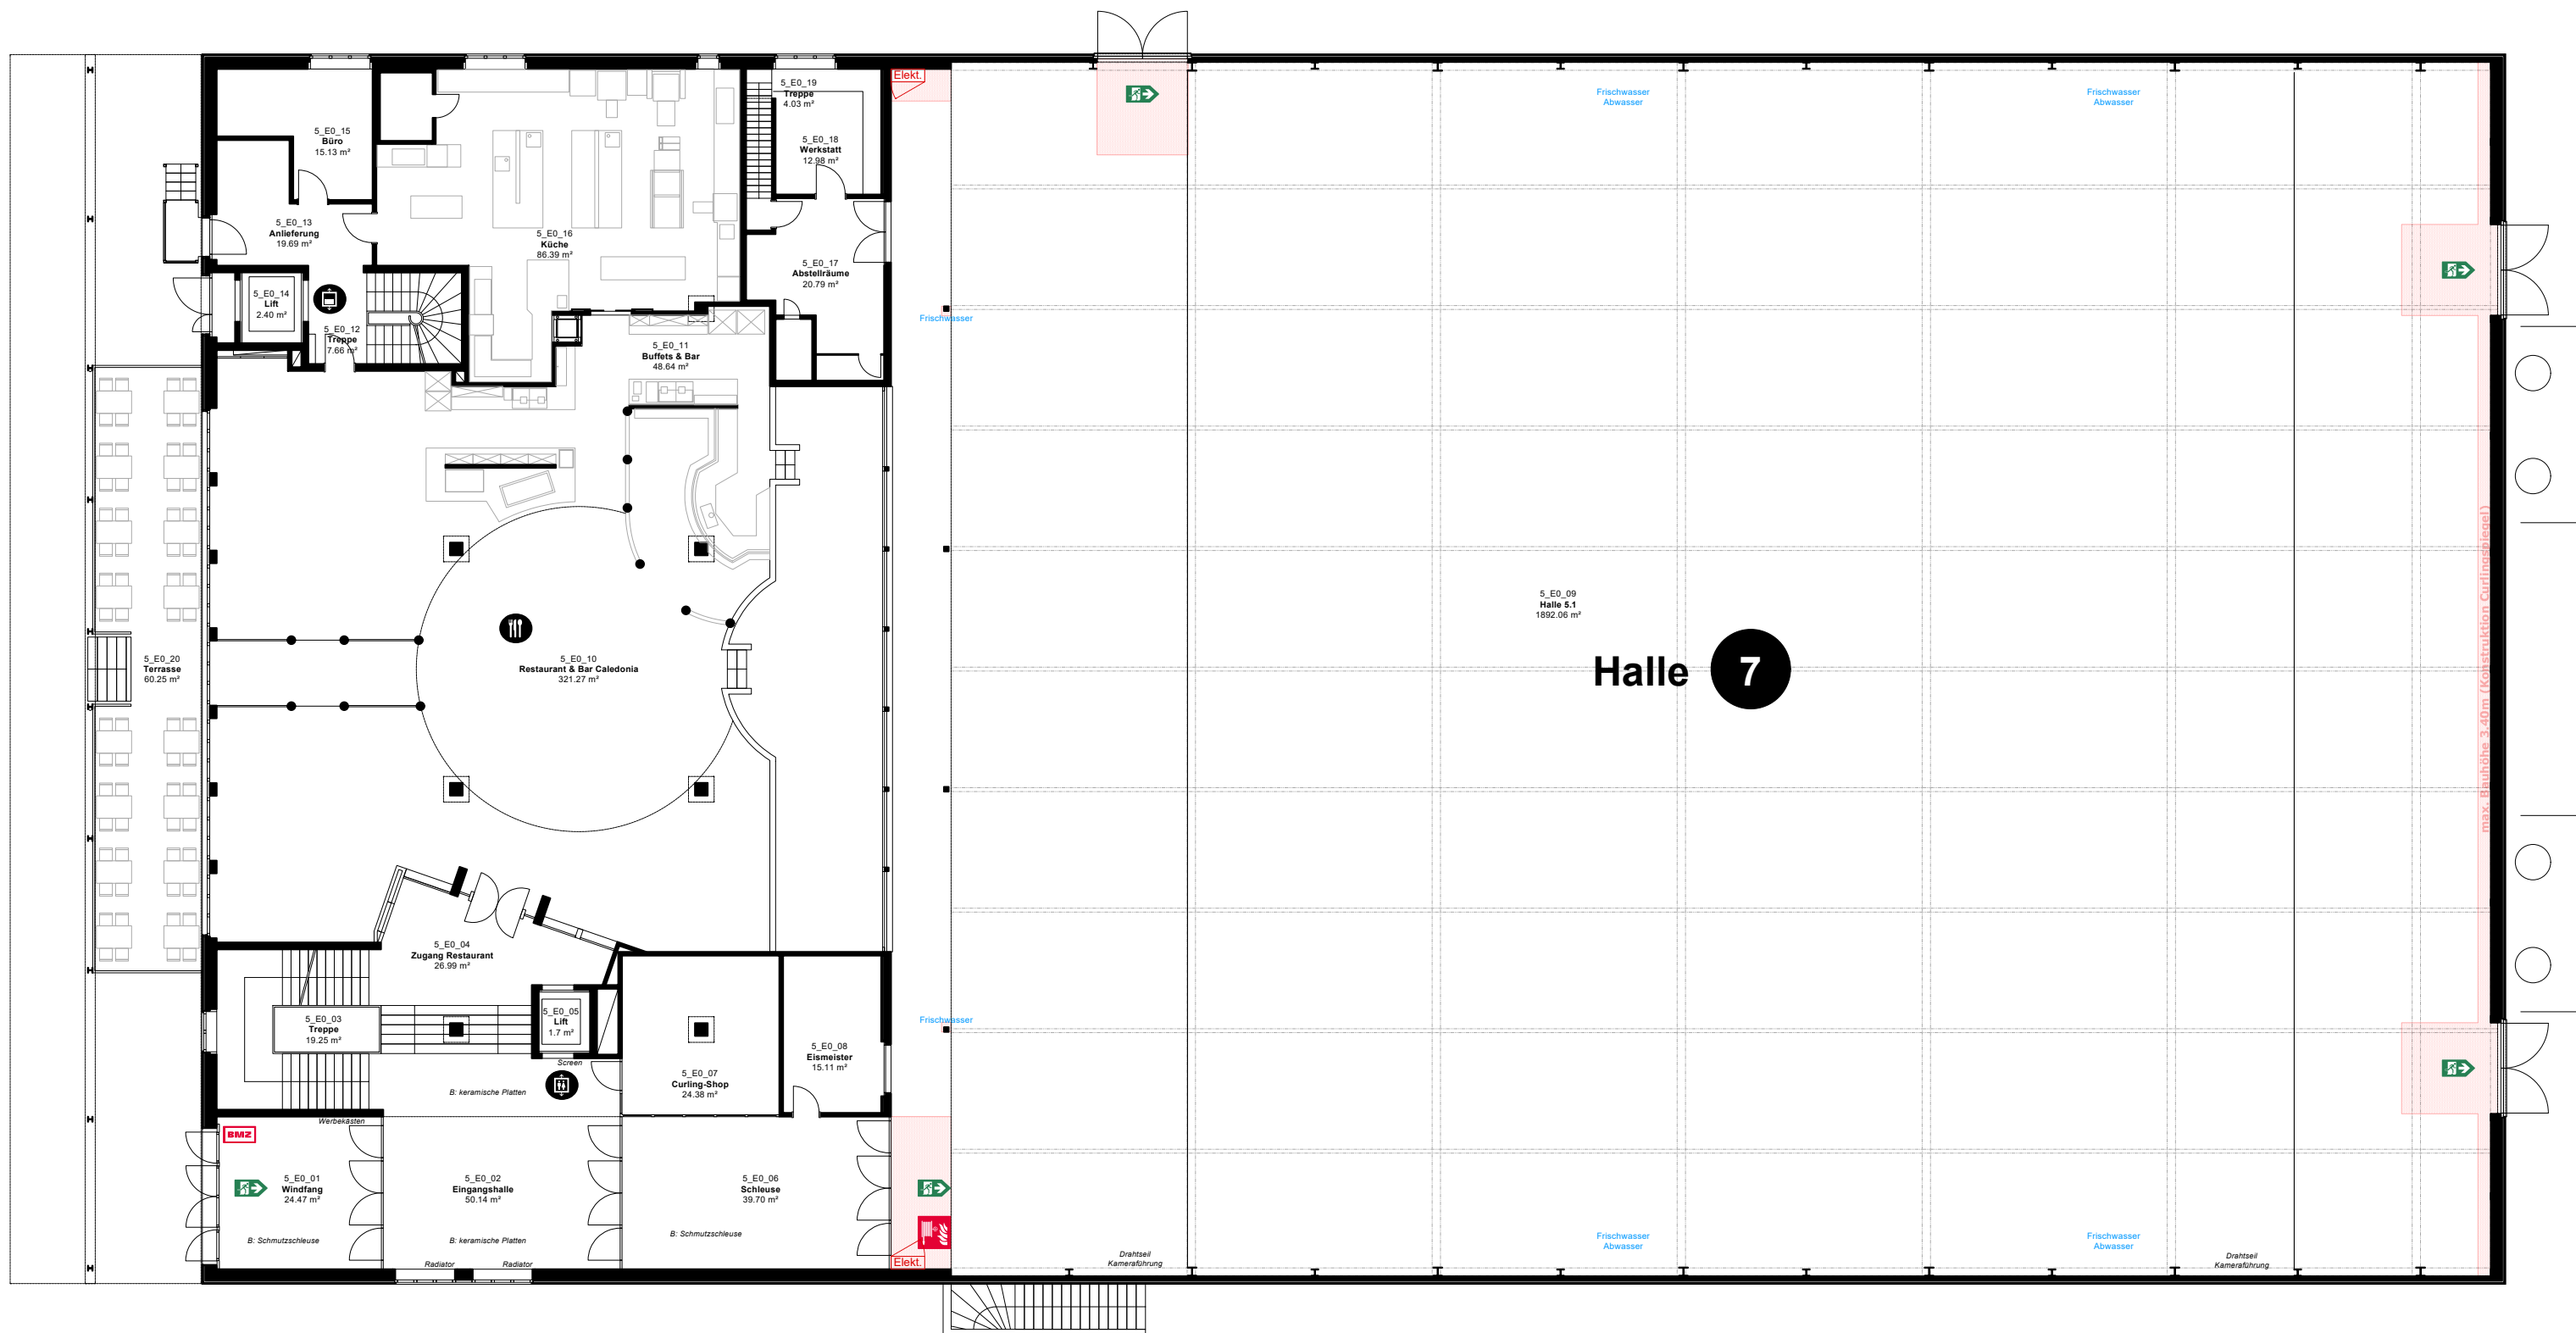 Elekt.
5_E0_19
Treppe
4.03 m²
Frischwasser
Abwasser
Frischwasser
Abwasser
5_E0_15
Büro
15.13 m²
5_E0_18
Werkstatt
12.98 m²
5_E0_13
Anlieferung
19.69 m²
5_E0_16
Küche
86.39 m²
5_E0_17
Abstellräume
20.79 m²
5_E0_14
Lift
2.40 m²
5_E0_12
Treppe
7.66 m²
Frischwasser
5_E0_11
Buffets & Bar
48.64 m²
5_E0_09
Halle 5.1
1892.06 m²
Halle 7
max. Bauhöhe 3.40m (Konstruktion Curlingspiegel)
5_E0_20
Terrasse
60.25 m²
5_E0_10
Restaurant & Bar Caledonia
321.27 m²
5_E0_04
Zugang Restaurant
26.99 m²
5_E0_03
Treppe
19.25 m²
5_E0_05
Lift
1.7 m²
Screen
Frischwasser
5_E0_08
Eismeister
15.11 m²
5_E0_07
Curling-Shop
24.38 m²
B: keramische Platten
Werbekästen
BMZ
5_E0_01
Windfang
24.47 m²
5_E0_02
Eingangshalle
50.14 m²
5_E0_06
Schleuse
39.70 m²
B: Schmutzschleuse
B: keramische Platten
B: Schmutzschleuse
Radiator
Radiator
Elekt.
Drahtseil
Kameraführung
Frischwasser
Abwasser
Frischwasser
Abwasser
Drahtseil
Kameraführung